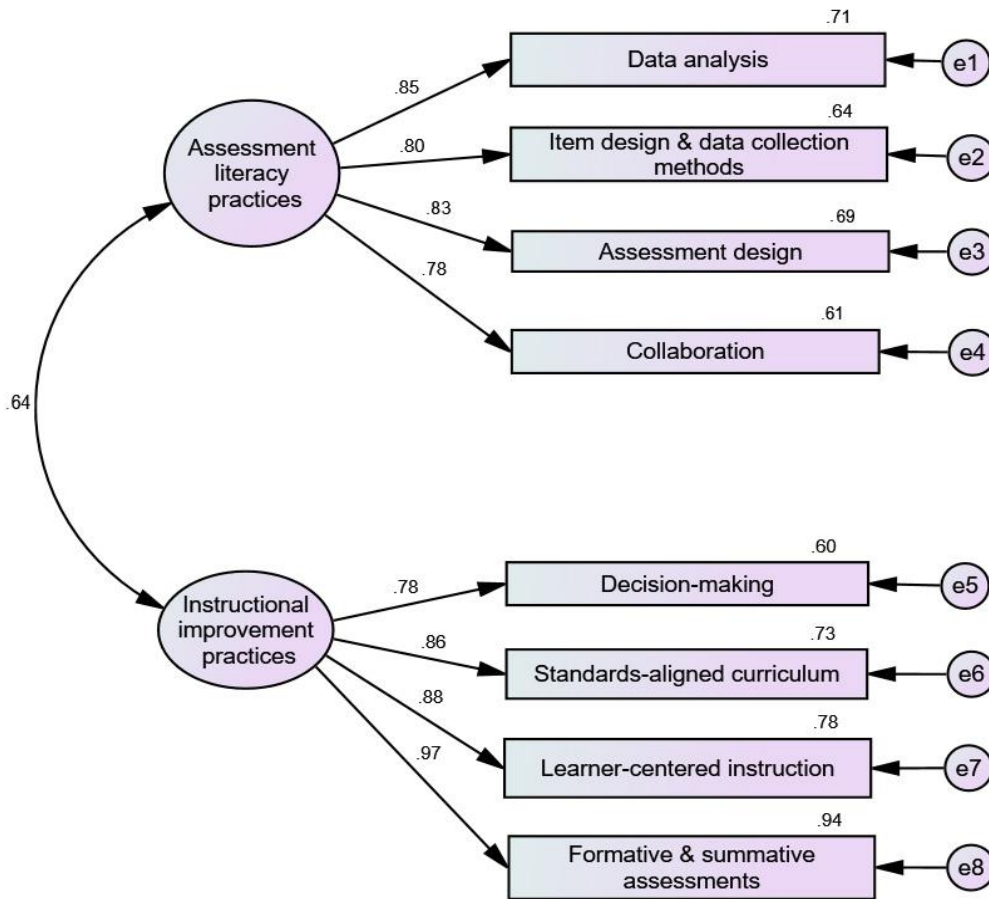 .71
Data analysis
e1
.85
Assessment
literacy
practices
.64
Item design & data collection
methods
e2
.80
.83
.69
Assessment design
e3
.78
.61
Collaboration
e4
.64
Instructional
improvement
practices
.60
Decision-making
e5
.78
.86
.73
Standards-aligned curriculum
e6
.88
.78
Learner-centered instruction
e7
.97
.94
Formative & summative
assessments
e8